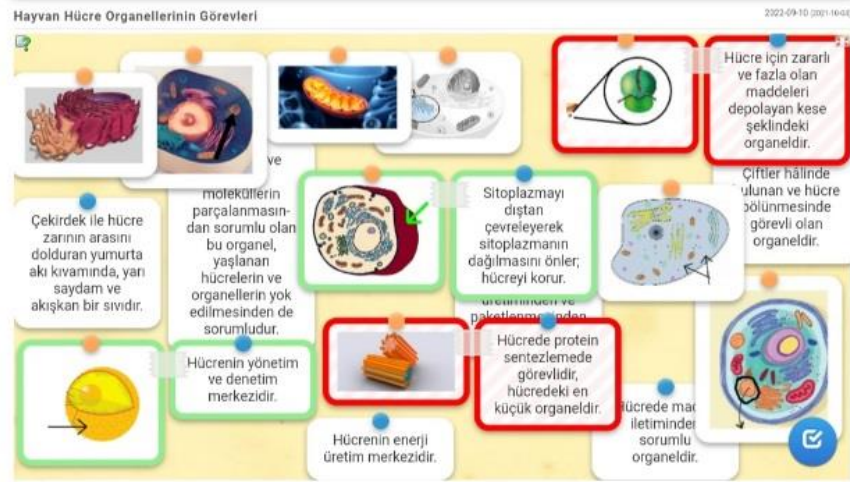 Hayvan Hücre Organellerinin Görevleri
2022-09-10
Hücre için zararlı
ve fazla olan
maddeleri
depolayan kese
şeklindeki
organeldir.
Çiftler hâlinde
ulunan ve hücre
bölünmesinde
görevli olan
organeldir.
ve
moleküllerin
parçalanmasın-
dan sorumlu olan
bu organel,
yaşlanan
hücrelerin ve
organellerin yok
edilmesinden de
sorumludur.
Çekirdek ile hücre
zarının arasını
dolduran yumurta
akı kıvamında, yarı
saydam ve
akışkan bir sıvıdır.
Sitoplazmayı
dıştan
çevreleyerek
sitoplazmanın
dağılmasını önler;
hücreyi korur.
üretiminden ve
Hücrenin yönetim
ve denetim
merkezidir.
Hücrede protein
sentezlemede
görevlidir,
hücredeki en
küçük organeldir.
Hücrenin enerji
üretim merkezidir.
Hücrede mad
iletiminden
sorumlu
organeldir.